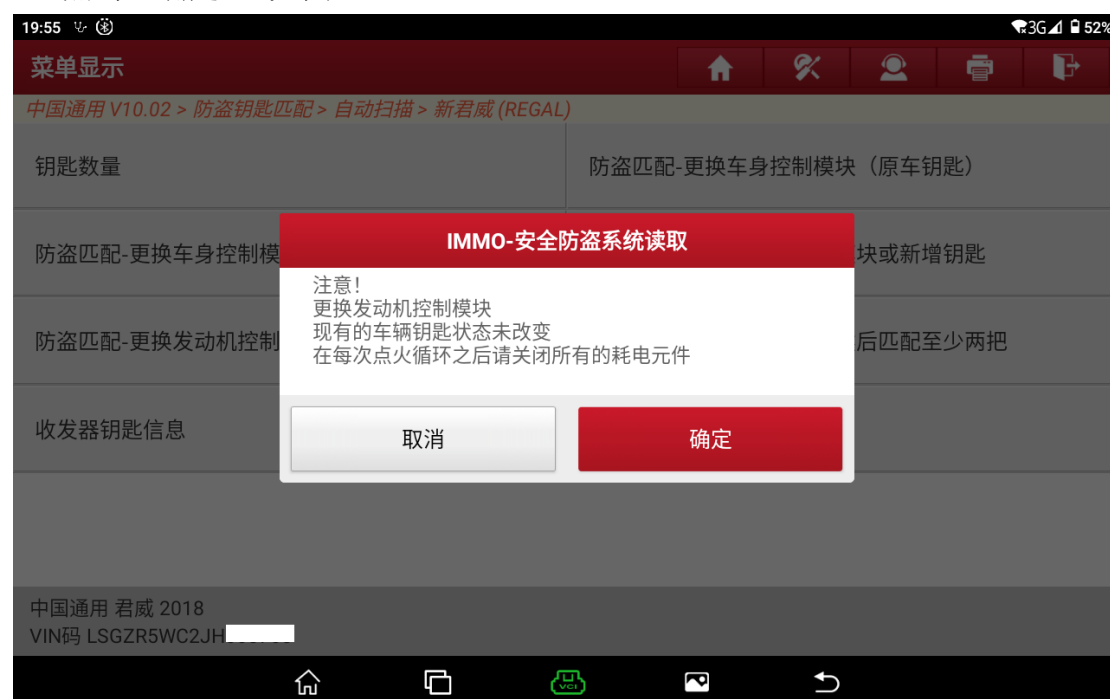 19:55
3G
52%
菜单显示
中国通用 V10.02 > 防盗钥匙匹配 > 自动扫描 > 新君威 (REGAL)
钥匙数量
防盗匹配-更换车身控制模块（原车钥匙）
防盗匹配-更换车身控制模
块或新增钥匙
防盗匹配-更换发动机控制
后匹配至少两把
收发器钥匙信息
IMMO-安全防盗系统读取
注意！
更换发动机控制模块
现有的车辆钥匙状态未改变
在每次点火循环之后请关闭所有的耗电元件
取消
确定
中国通用 君威 2018
VIN码 LSGZR5WC2JH
VCI